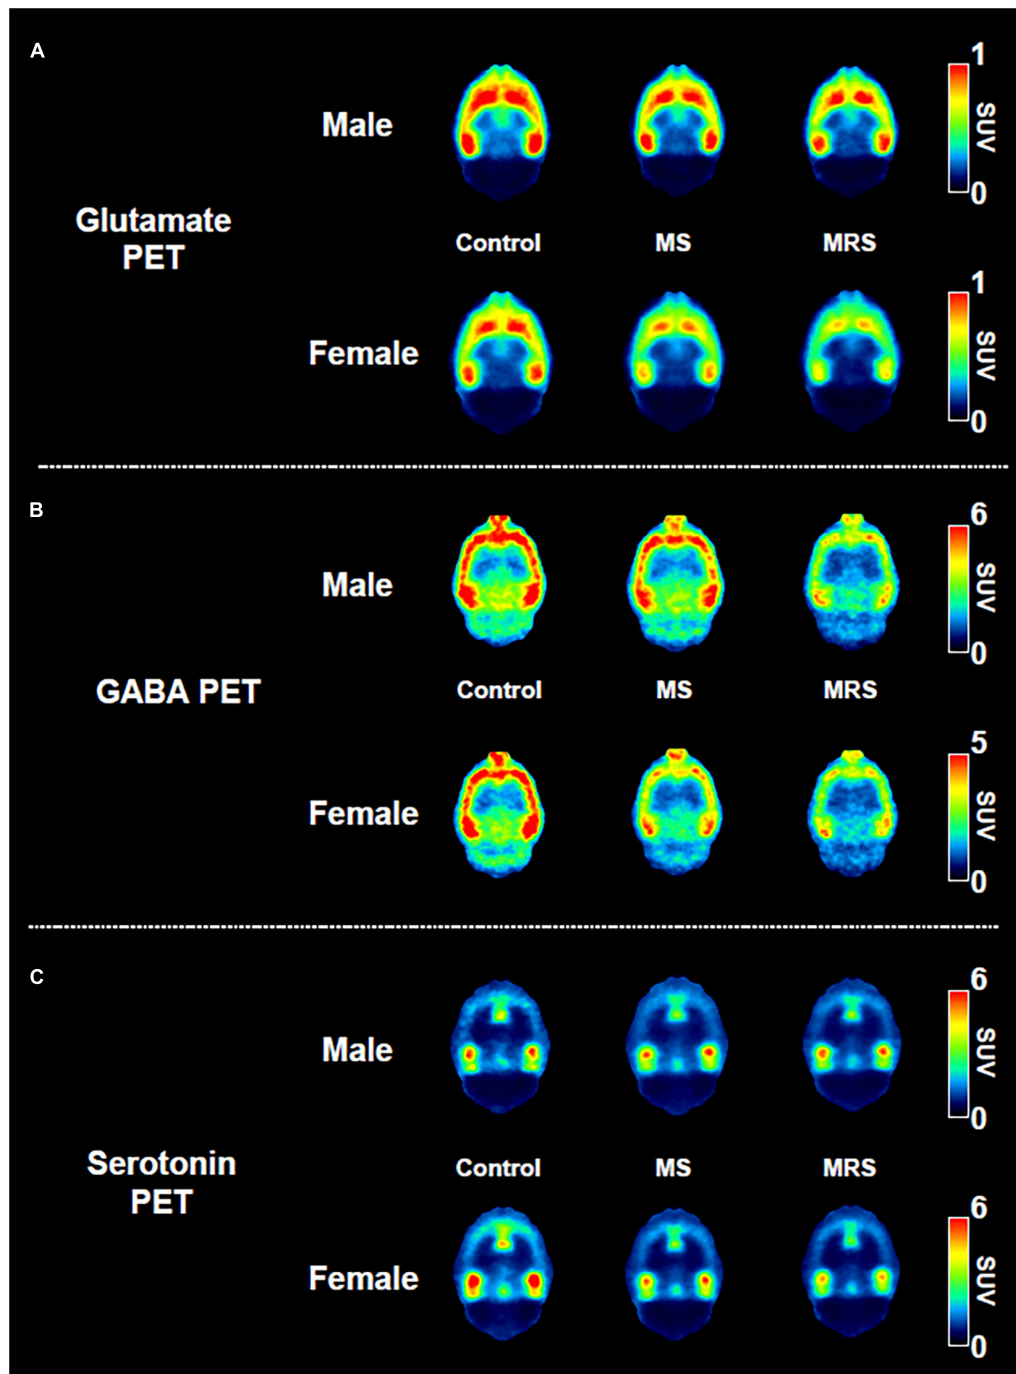 A
Male
1
SUV
0
Glutamate
PET
Control MS MRS
Female
1
SUV
0
B
Male
6
SUV
0
GABA PET
Control MS MRS
Female
5
SUV
0
C
Male
6
SUV
0
Serotonin
PET
Control MS MRS
Female
6
SUV
0